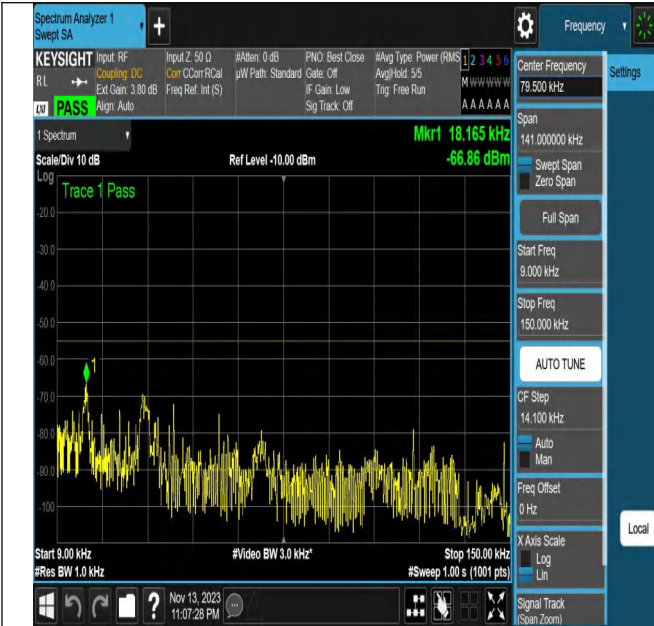 Spectrum Analyzer 1
Swept SA
+
Frequency
KEYSIGHT
RL
PASS
Input: RF
Coupling: DC
Ext Gain: 3.80 dB
Align: Auto
Input Z: 50 Ω
Corr CCorr RCal
Freq Ref: Int (S)
#Atten: 0 dB
µW Path: Standard
PNO: Best Close
Gate: Off
IF Gain: Low
Sig Track: Off
#Avg Type: Power (RMS
Avg|Hold: 5/5
Trig: Free Run
1 2 3 4 5 6
M W W W W W
A A A A A A
1 Spectrum
Scale/Div 10 dB
Ref Level -10.00 dBm
Mkr1 18.165 kHz
-66.86 dBm
Log
Trace 1 Pass
-20.0
-30.0
-40.0
-50.0
-60.0
-70.0
-80.0
-90.0
-100
1
Start 9.00 kHz
#Res BW 1.0 kHz
#Video BW 3.0 kHz*
Stop 150.00 kHz
#Sweep 1.00 s (1001 pts)
?
Nov 13, 2023
11:07:28 PM
Center Frequency
79.500 kHz
Settings
Span
141.000000 kHz
Swept Span
Zero Span
Full Span
Start Freq
9.000 kHz
Stop Freq
150.000 kHz
AUTO TUNE
CF Step
14.100 kHz
Auto
Man
Freq Offset
0 Hz
X Axis Scale
Log
Lin
Local
Signal Track
(Span Zoom)